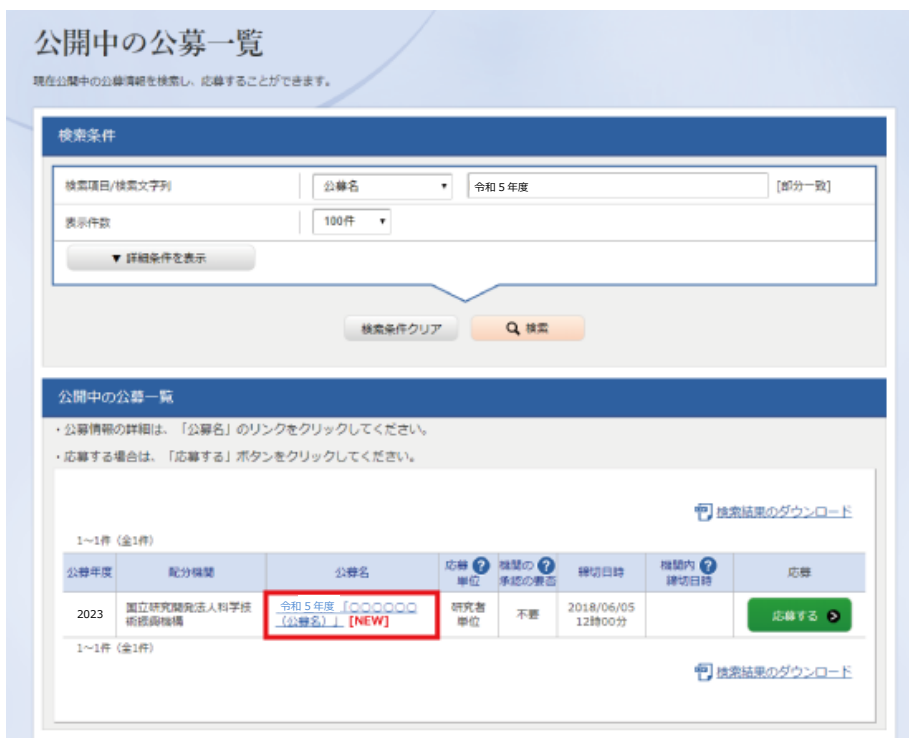 公開中の公募一覧
現在公開中の公募情報を検索し、応募することができます。
検索条件
検索項目/検索文字列 公募名 ▼ 令和５年度 [部分一致]
表示件数 100件 ▼
▼ 詳細条件を表示
検索条件クリア 検索
公開中の公募一覧
・公募情報の詳細は、「公募名」のリンクをクリックしてください。
・応募する場合は、「応募する」ボタンをクリックしてください。
検索結果のダウンロード
1~1件（全1件）
公募年度 配分機関 公募名 応募 ? 単位 機関の ? 承認の要否 締切日時 機関内 ? 締切日時 応募
2023 国立研究開発法人科学技術振興機構 令和５年度「〇〇〇〇〇〇（公募名）」 [NEW] 研究者単位 不要 2018/06/05 12時00分 応募する
1~1件（全1件）
検索結果のダウンロード